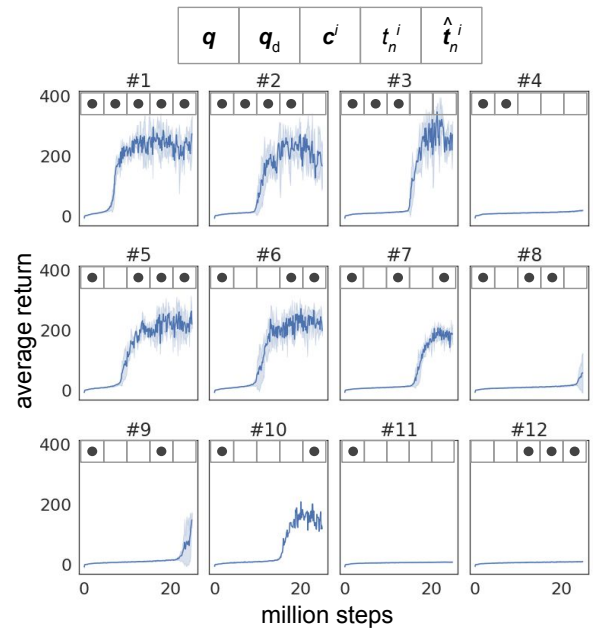 q q_d c^i t_n^i t̂_n^i
#1 #2 #3 #4
400
200
0
#5 #6 #7 #8
400
200
0
average return
#9 #10 #11 #12
400
200
0
0 20 0 20 0 20 0 20
million steps